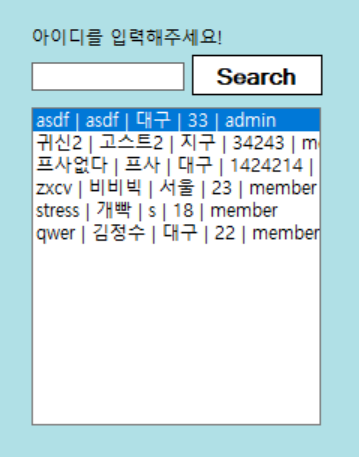 아이디를 입력해주세요!
Search
asdf | asdf | 대구 | 33 | admin
귀신2 | 고스트2 | 지구 | 34243 | m
프사없다 | 프사 | 대구 | 1424214 |
zxcv | 비비빅 | 서울 | 23 | member
stress | 개빡 | s | 18 | member
qwer | 김정수 | 대구 | 22 | member